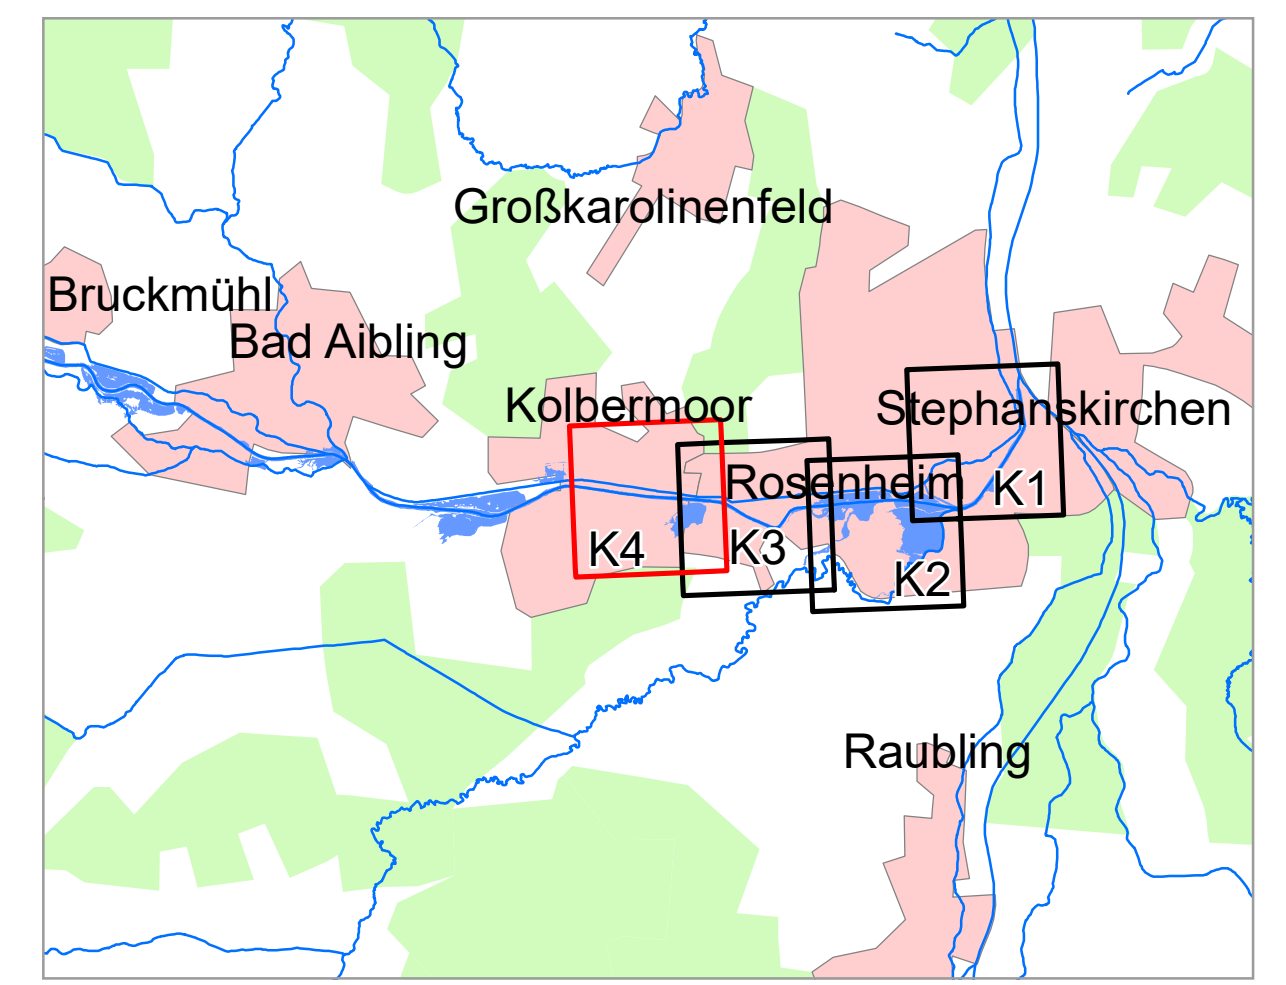 Großkarolinenfeld
Bruckmühl
Bad Aibling
Kolbermoor
Stephanskirchen
Rosenheim
K1
K4
K3
K2
Raubling